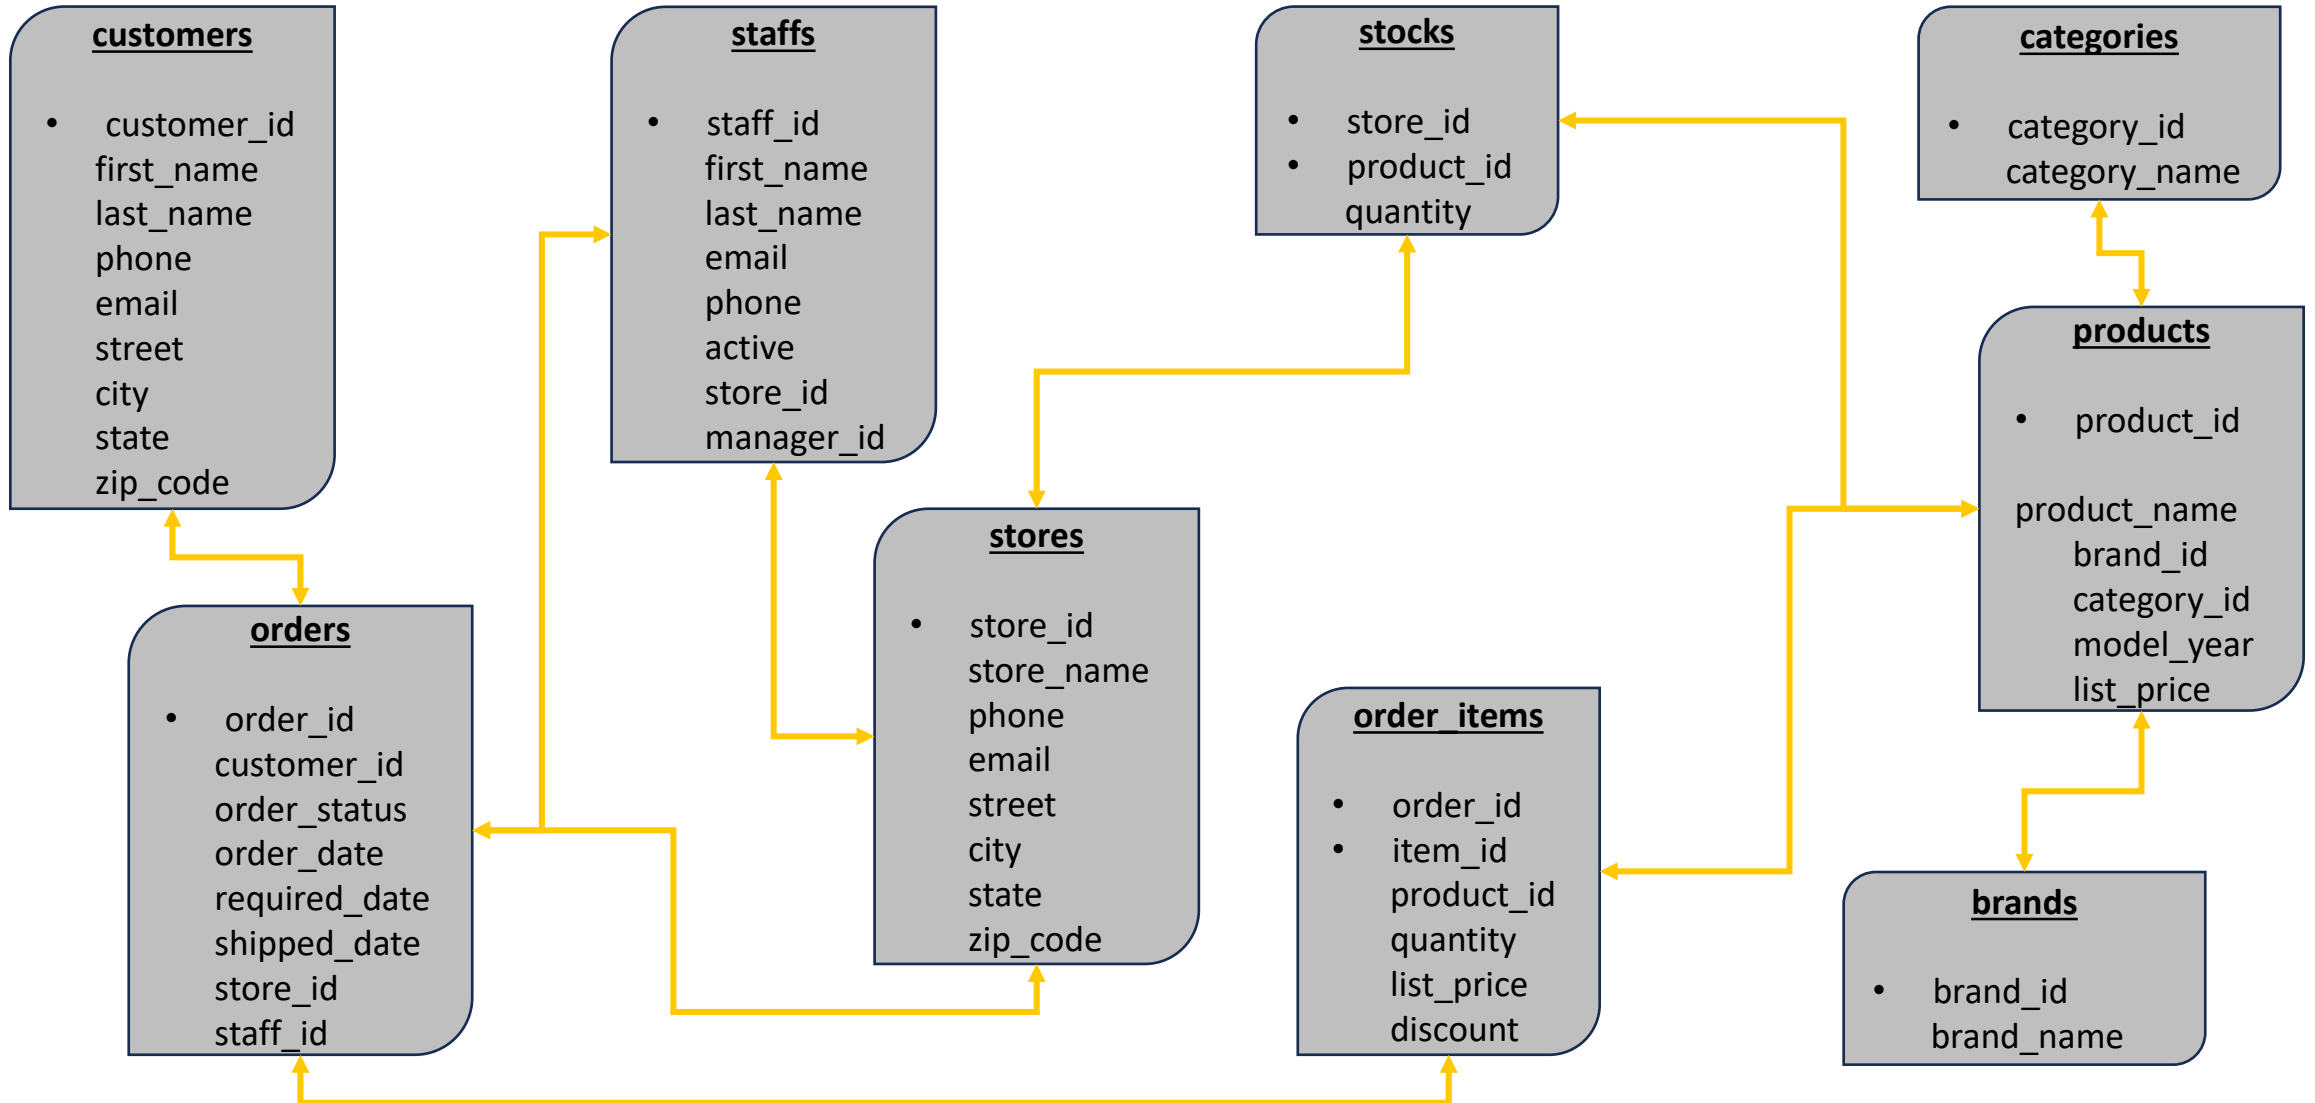 customers
• customer_id
first_name
last_name
phone
email
street
city
state
zip_code
staffs
• staff_id
first_name
last_name
email
phone
active
store_id
manager_id
stocks
• store_id
• product_id
quantity
categories
• category_id
category_name
products
• product_id
product_name
brand_id
category_id
model_year
list_price
stores
• store_id
store_name
phone
email
street
city
state
zip_code
orders
• order_id
customer_id
order_status
order_date
required_date
shipped_date
store_id
staff_id
order_items
• order_id
• item_id
product_id
quantity
list_price
discount
brands
• brand_id
brand_name